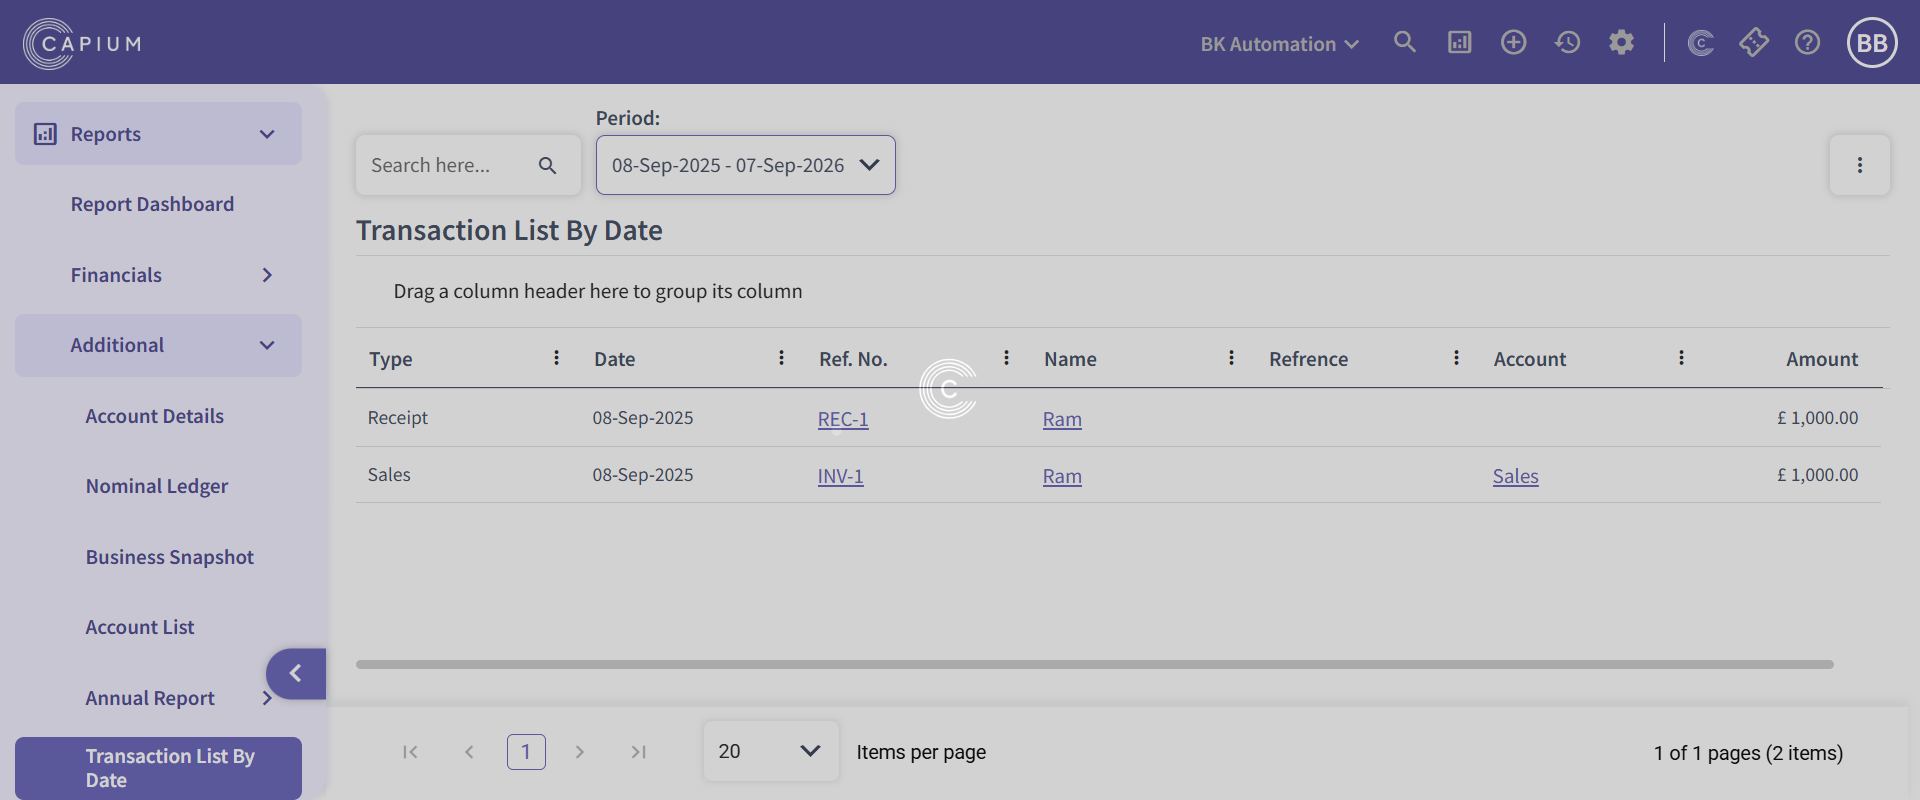 CAPIUM
BK Automation
BB
Reports
Report Dashboard
Financials
Additional
Account Details
Nominal Ledger
Business Snapshot
Account List
Annual Report
Transaction List By
Date
Period:
Search here...
08-Sep-2025 - 07-Sep-2026
Transaction List By Date
Drag a column header here to group its column
Type Date Ref. No. Name Refrence Account Amount
C
Receipt 08-Sep-2025 REC-1 Ram £ 1,000.00
Sales 08-Sep-2025 INV-1 Ram Sales £ 1,000.00
1 20 Items per page 1 of 1 pages (2 items)